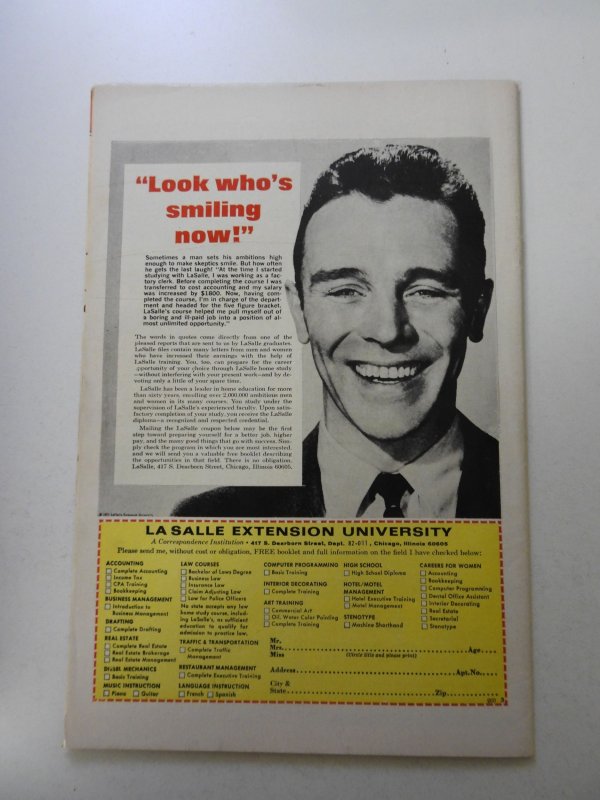 "Look who's
smiling
now!"
Sometimes a man sets his ambitions high
enough to make skeptics smile. But how often
he gets the last laugh! "At the time I started
studying with LaSalle, I was working as a fac-
tory clerk. Before completing the course I was
transferred to cost accounting and my salary
was increased by $1800. Now, having com-
pleted the course, I'm in charge of the depart-
ment and headed for the five figure bracket.
LaSalle's course helped me pull myself out of
a boring and ill-paid job into a position of al-
most unlimited opportunity."
The words in quotes come directly from one of the
pleased reports that are sent to us by LaSalle graduates.
LaSalle files contain many letters from men and women
who have increased their earnings with the help of
LaSalle training. You, too, can prepare for the career
opportunity of your choice through LaSalle home study
—without interfering with your present work—and by de-
voting only a little of your spare time.
LaSalle has been a leader in home education for more
than sixty years, enrolling over 2,000,000 ambitious men
and women in its many courses. You study under the
supervision of LaSalle's experienced faculty. Upon satis-
factory completion of your study, you receive the LaSalle
diploma—a recognized and respected credential.
Mailing the LaSalle coupon below may be the first
step toward preparing yourself for a better job, higher
pay, and the many good things that go with success. Sim-
ply check the program in which you are most interested,
and we will send you a valuable free booklet describing
the opportunities in that field. There is no obligation.
LaSalle, 417 S. Dearborn Street, Chicago, Illinois 60605.
LA SALLE EXTENSION UNIVERSITY
A Correspondence Institution • 417 S. Dearborn Street, Dept. 82-011, Chicago, Illinois 60605
Please send me, without cost or obligation, FREE booklet and full information on the field I have checked below:
ACCOUNTING
Complete Accounting
Income Tax
CPA Training
Bookkeeping
BUSINESS MANAGEMENT
Introduction to
Business Management
DRAFTING
Complete Drafting
REAL ESTATE
Complete Real Estate
Real Estate Brokerage
Real Estate Management
DIESEL MECHANICS
Basic Training
MUSIC INSTRUCTION
Piano Guitar
LAW COURSES
Bachelor of Laws Degree
Business Law
Insurance Law
Claim Adjusting Law
Law for Police Officers
No state accepts any law
home study course, includ-
ing LaSalle's, as sufficient
education to qualify for
admission to practice law.
TRAFFIC & TRANSPORTATION
Complete Traffic
Management
RESTAURANT MANAGEMENT
Complete Executive Training
LANGUAGE INSTRUCTION
French Spanish
COMPUTER PROGRAMMING
Basic Training
INTERIOR DECORATING
Complete Training
ART TRAINING
Commercial Art
Oil, Water Color Painting
Complete Training
HIGH SCHOOL
High School Diploma
HOTEL/MOTEL
MANAGEMENT
Hotel Executive Training
Motel Management
STENOTYPE
Machine Shorthand
CAREERS FOR WOMEN
Accounting
Bookkeeping
Computer Programming
Dental Office Assistant
Interior Decorating
Real Estate
Secretarial
Stenotype
Mr.
Mrs.
Miss (Circle title and please print) Age
Address Apt. No.
City &
State Zip